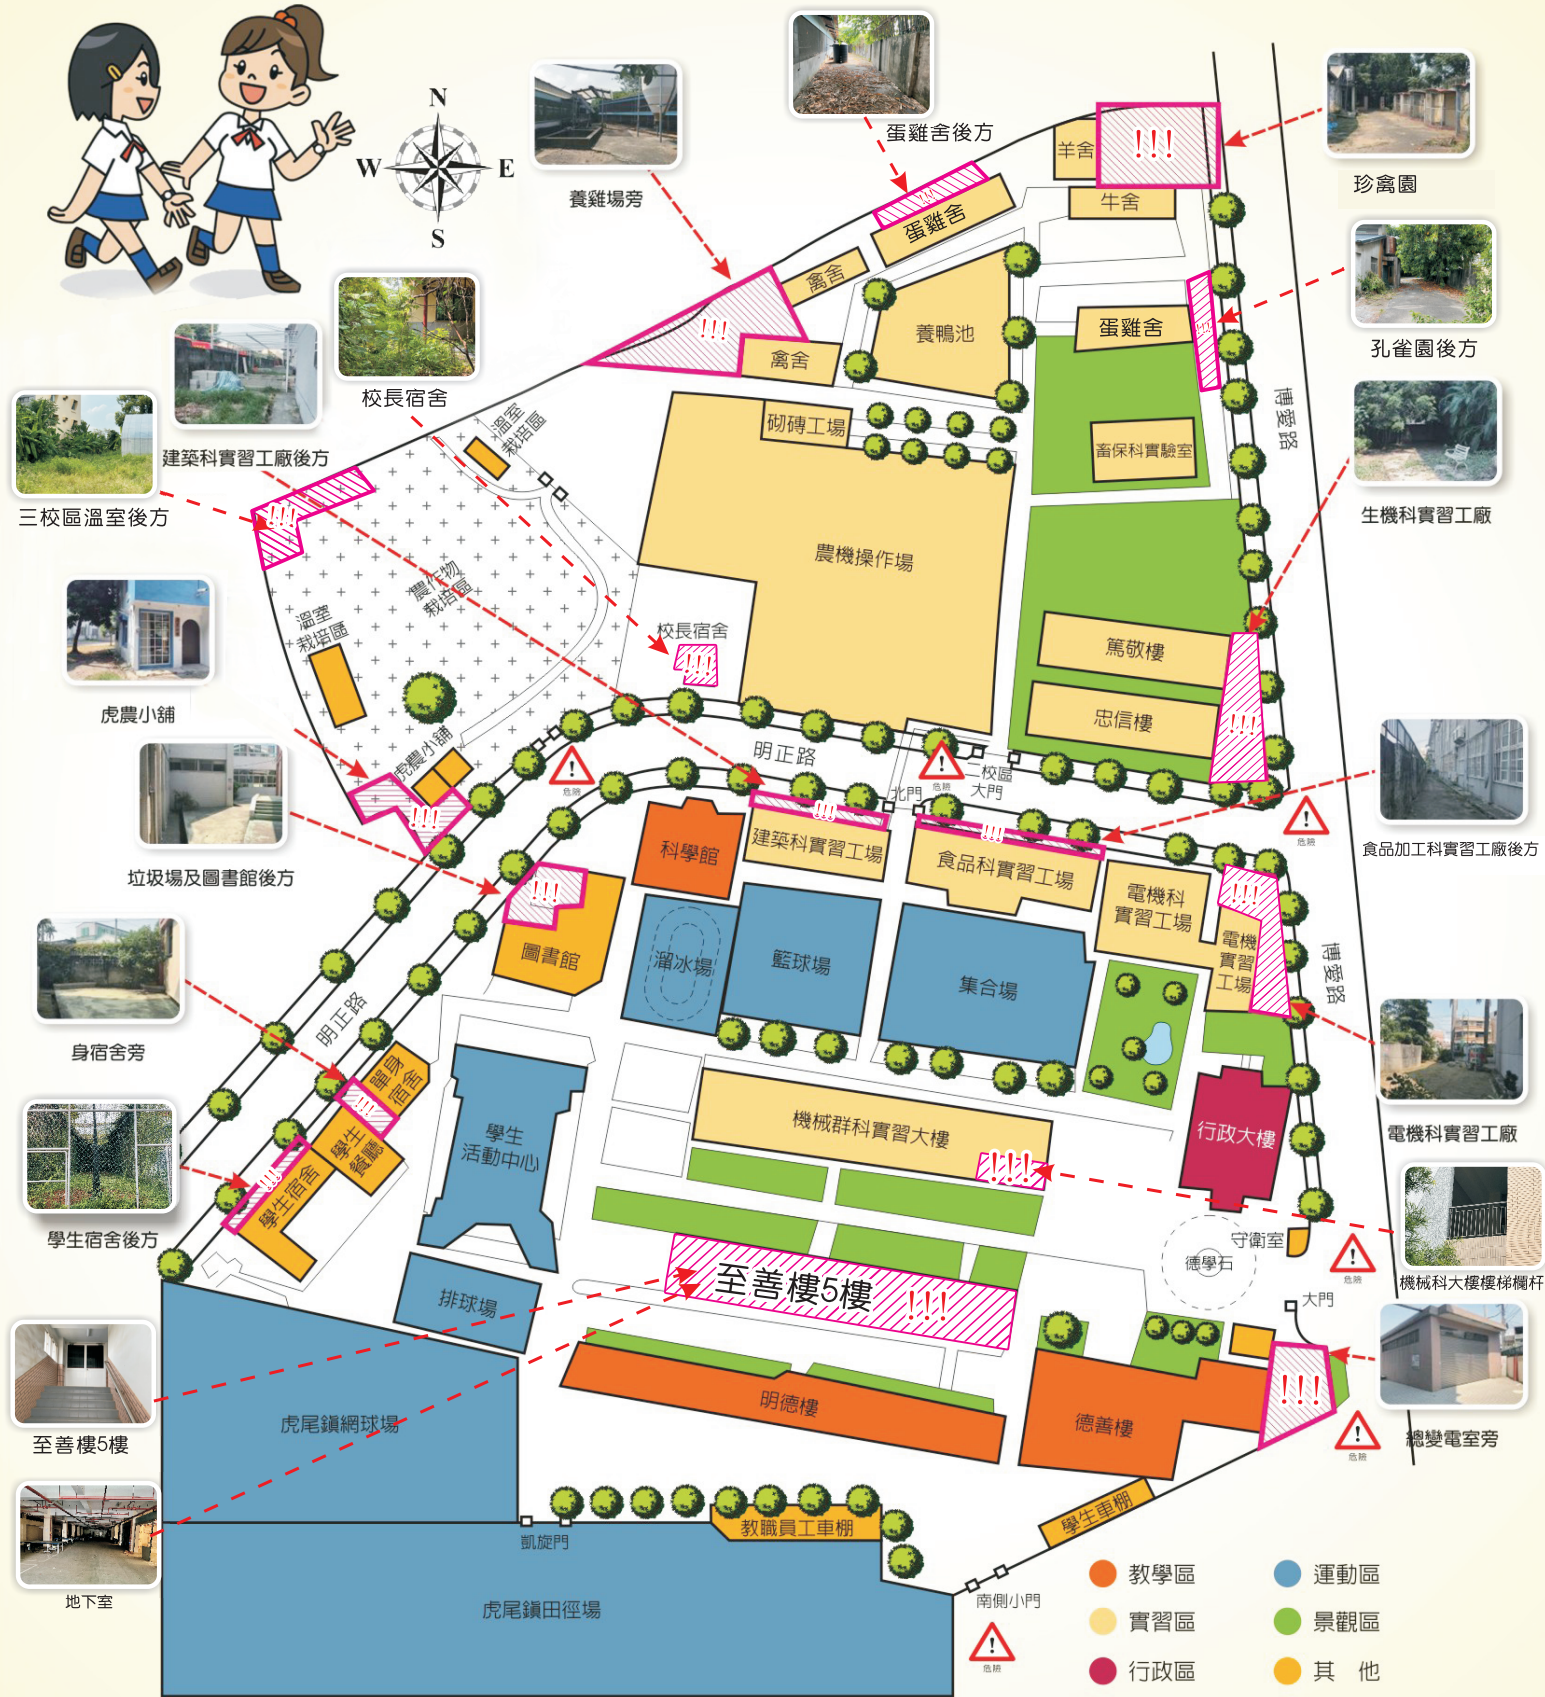 N
W
E
S
養雞場旁
蛋雞舍後方
珍禽園
孔雀園後方
校長宿舍
建築科實習工廠後方
三校區溫室後方
生機科實習工廠
虎農小舖
食品加工科實習工廠後方
垃圾場及圖書館後方
身宿舍旁
電機科實習工廠
學生宿舍後方
機械科大樓樓梯欄杆
至善樓5樓
總變電室旁
地下室
羊舍
!!!
牛舍
!!!
蛋雞舍
禽舍
!!!
禽舍
養鴨池
蛋雞舍
!!!
博愛路
砌磚工場
畜保科實驗室
溫室
栽培區
!!!
農機操作場
農作物
栽培區
溫室
栽培區
校長宿舍
!!!
篤敬樓
忠信樓
!!!
虎農小舖
!!!
明正路
!
危險
!
危險
二校區
大門
北門
!
危險
科學館
!!!
建築科實習工場
!!!
食品科實習工場
電機科
實習工場
!!!
電機
實習
工場
博愛路
!!!
圖書館
溜冰場
籃球場
集合場
明正路
單身
宿舍
!!!
學生
餐廳
!!!
學生宿舍
學生
活動中心
機械群科實習大樓
!!!
行政大樓
守衛室
德學石
!
危險
大門
排球場
至善樓5樓
!!!
明德樓
德善樓
!!!
!
危險
虎尾鎮網球場
教職員工車棚
學生車棚
凱旋門
虎尾鎮田徑場
南側小門
!
危險
教學區
運動區
實習區
景觀區
行政區
其　他